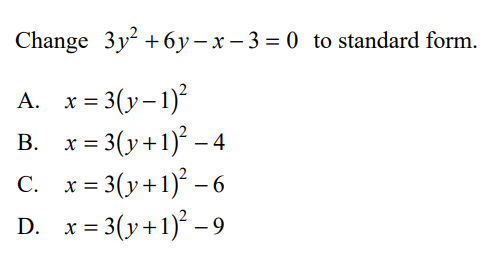 Change 3y² + 6y − x − 3 = 0 to standard form.
A. x = 3(y − 1)²
B. x = 3(y + 1)² − 4
C. x = 3(y + 1)² − 6
D. x = 3(y + 1)² − 9